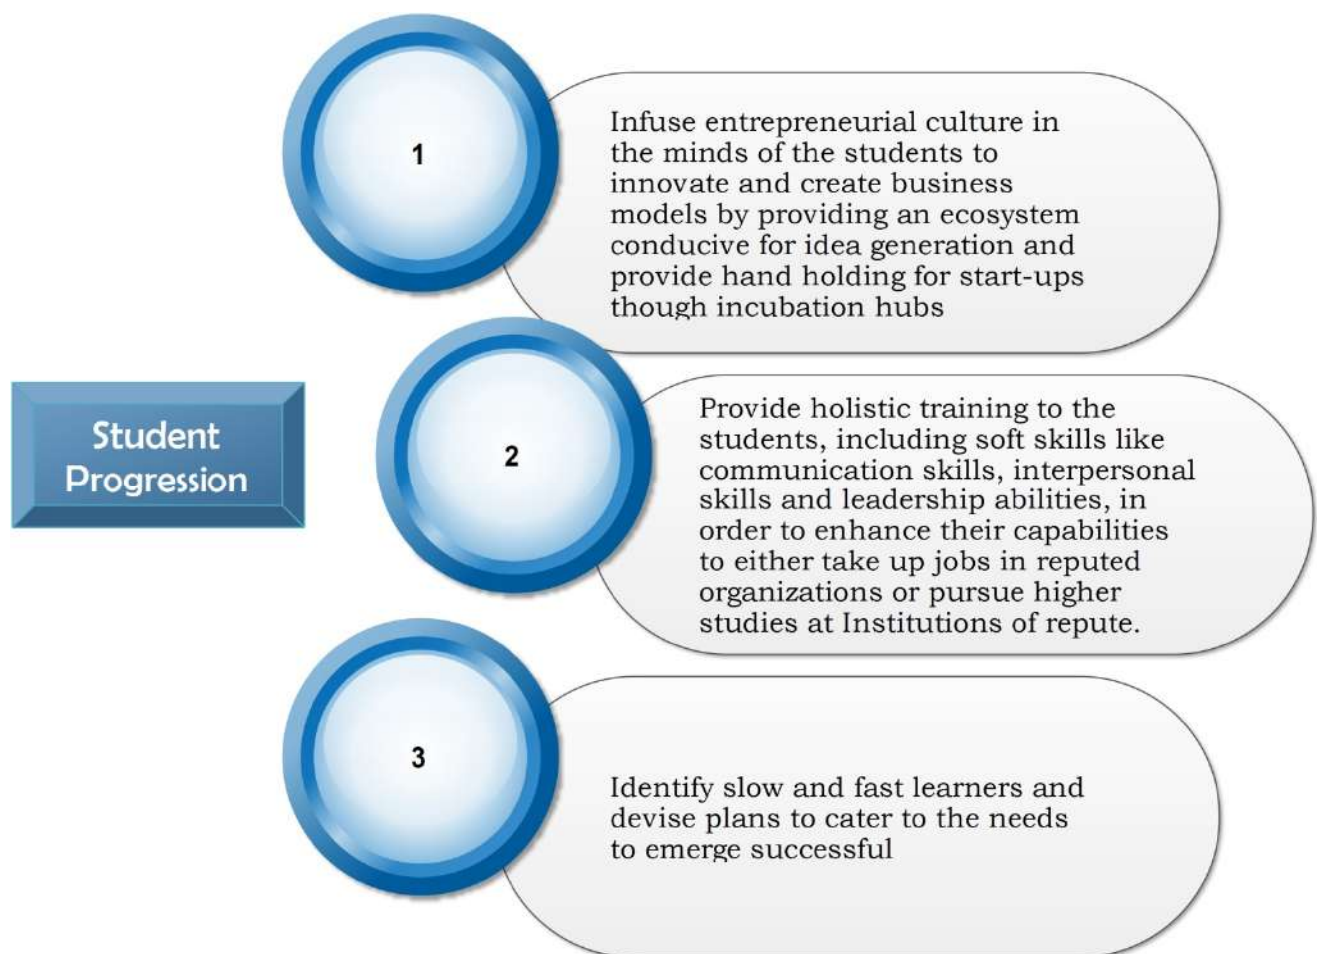 Student
Progression
1
Infuse entrepreneurial culture in
the minds of the students to
innovate and create business
models by providing an ecosystem
conducive for idea generation and
provide hand holding for start-ups
though incubation hubs
2
Provide holistic training to the
students, including soft skills like
communication skills, interpersonal
skills and leadership abilities, in
order to enhance their capabilities
to either take up jobs in reputed
organizations or pursue higher
studies at Institutions of repute.
3
Identify slow and fast learners and
devise plans to cater to the needs
to emerge successful